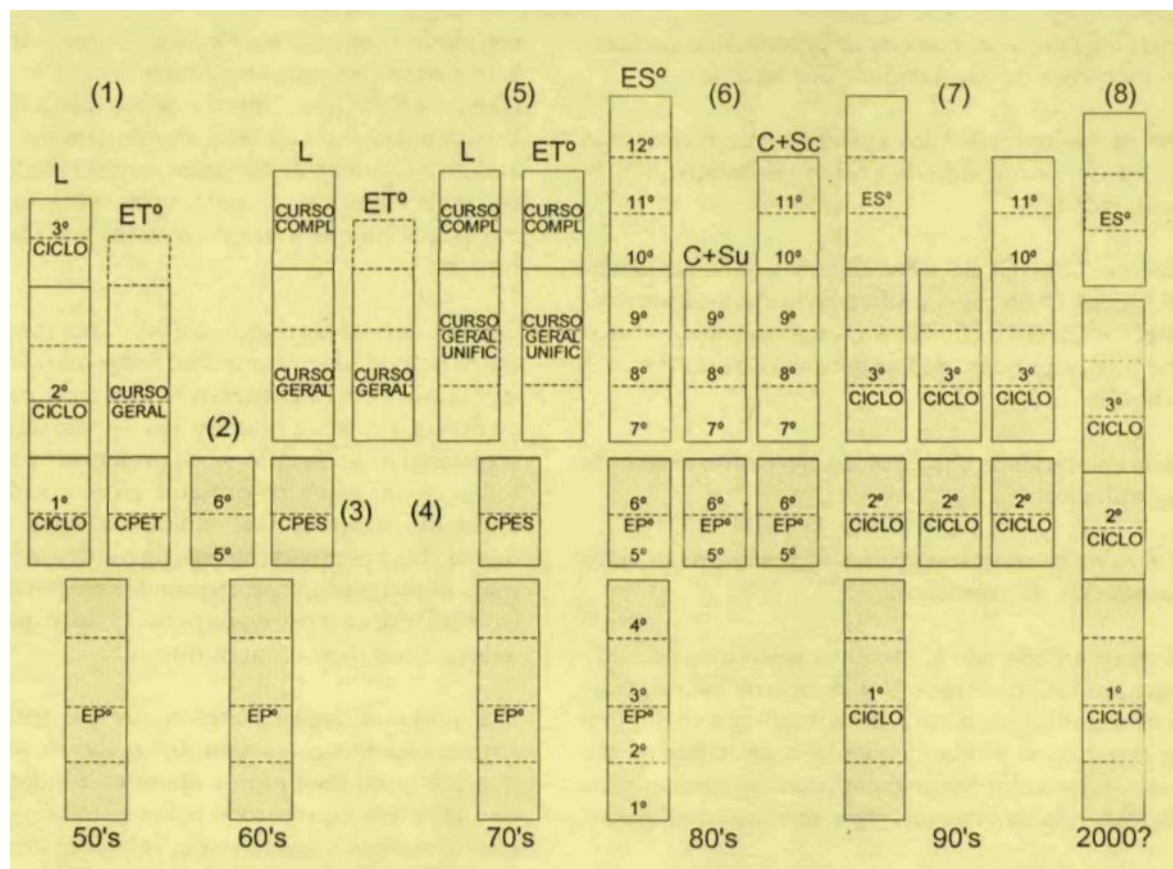 ESº
(1) (5) (6) (7) (8)
L L ETº 12º C+Sc
L ETº
ETº
3º
CICLO
CURSO
COMPL
CURSO
COMPL
CURSO
COMPL
11º 11º ESº 11º ESº
10º C+Su 10º 10º
CURSO
GERAL
UNIFIC
CURSO
GERAL
UNIFIC
9º 9º 9º
2º
CICLO
CURSO
GERAL
CURSO
GERAL
CURSO
GERAL
8º 8º 8º
3º
CICLO
3º
CICLO
3º
CICLO
3º
CICLO
(2) 7º 7º 7º
1º
CICLO
CPET
6º
5º
CPES
(3) (4)
CPES
6º 6º 6º
EPº EPº EPº
5º 5º 5º
2º
CICLO
2º
CICLO
2º
CICLO
2º
CICLO
4º
3º
EPº EPº EPº
2º
1º
1º
CICLO
1º
CICLO
50's 60's 70's 80's 90's 2000?